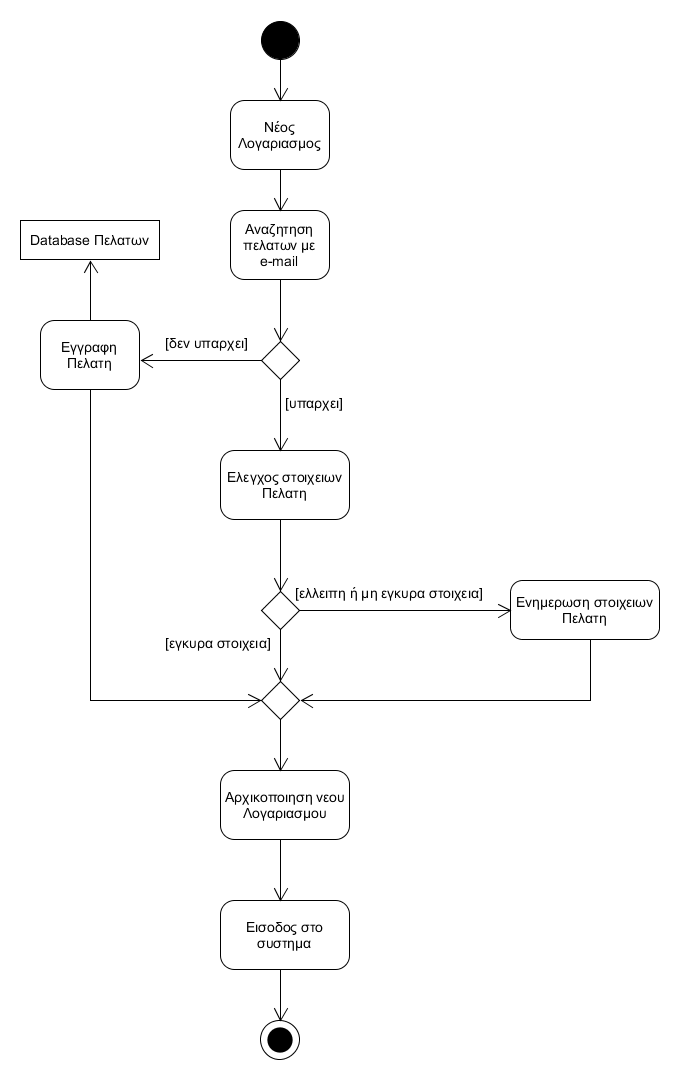 Νέος
Λογαριασμος
Αναζητηση
πελατων με
e-mail
Database Πελατων
Εγγραφη
Πελατη
[δεν υπαρχει]
[υπαρχει]
Ελεγχος στοιχειων
Πελατη
[ελλειπη ή μη εγκυρα στοιχεια]
Ενημερωση στοιχειων
Πελατη
[εγκυρα στοιχεια]
Αρχικοποιηση νεου
Λογαριασμου
Εισοδος στο
συστημα